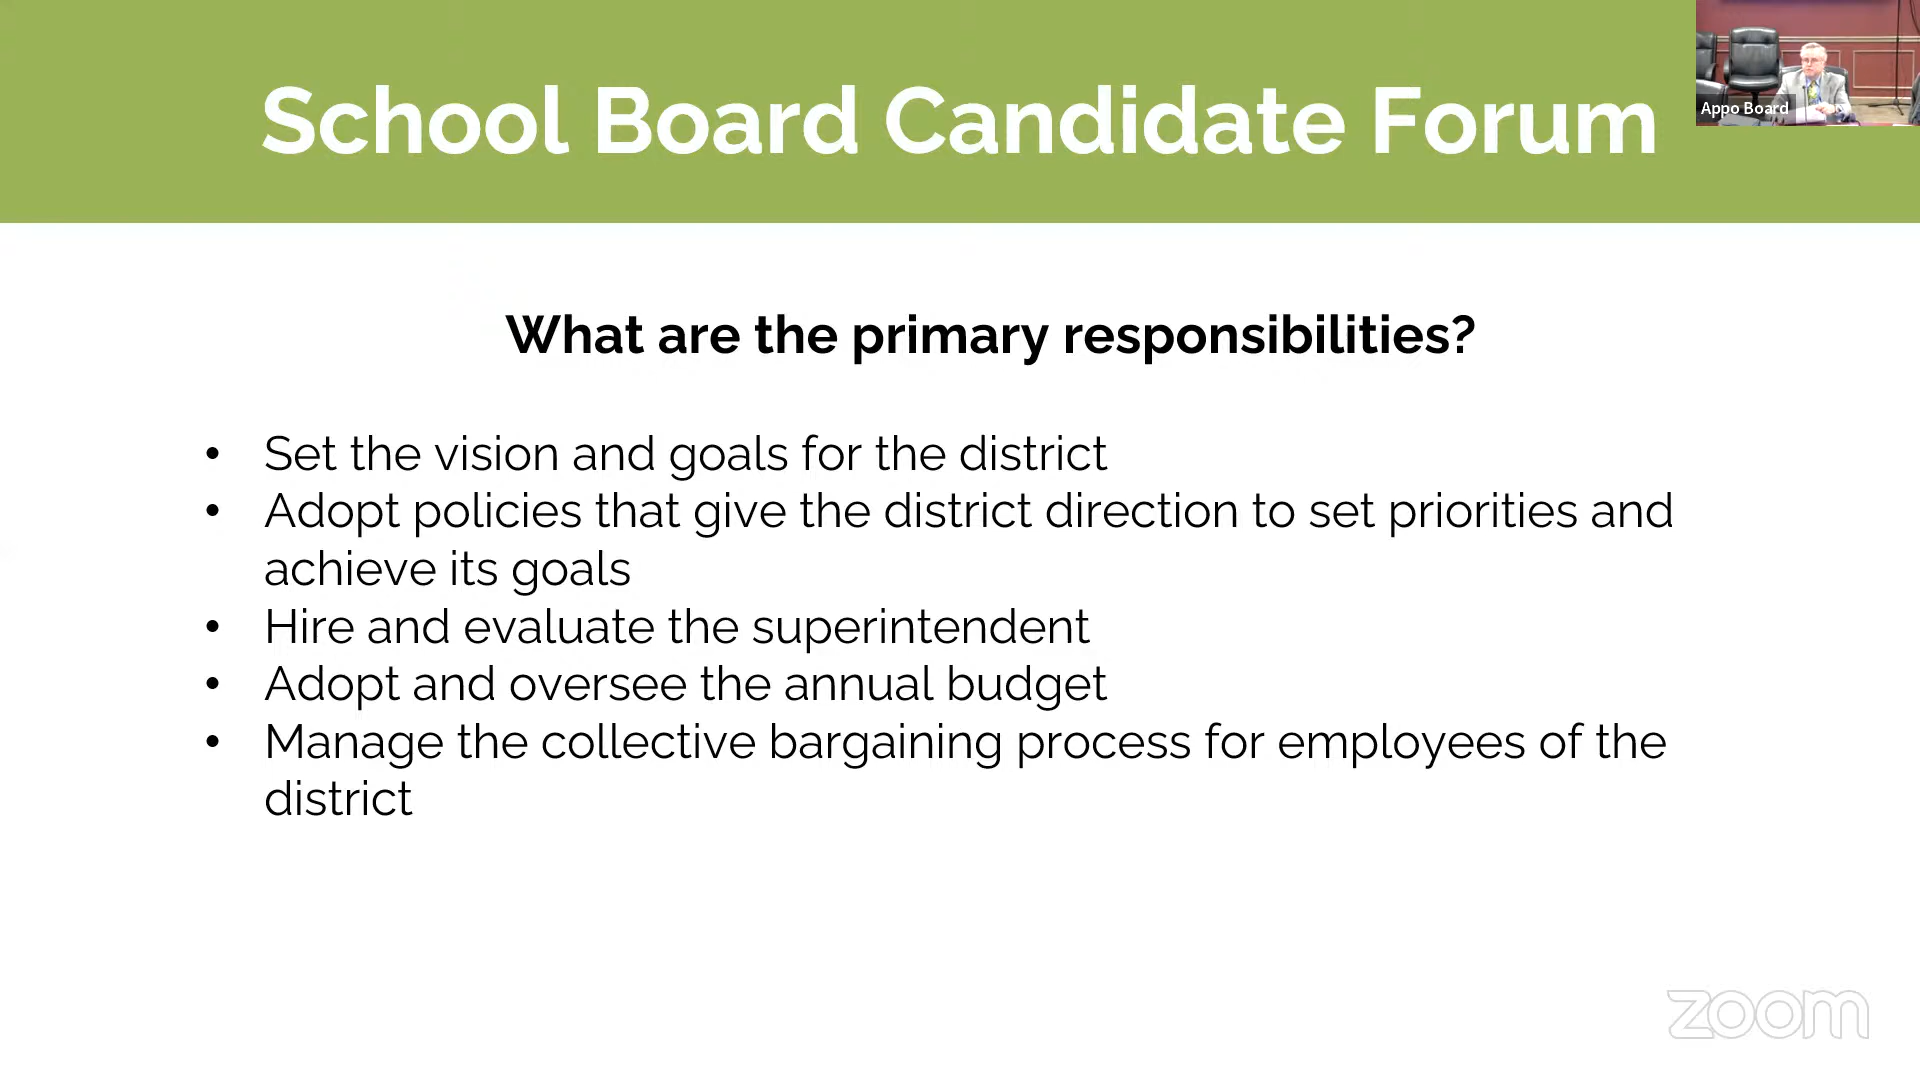 School Board Candidate Forum
Appo Board
What are the primary responsibilities?
• Set the vision and goals for the district
• Adopt policies that give the district direction to set priorities and
achieve its goals
• Hire and evaluate the superintendent
• Adopt and oversee the annual budget
• Manage the collective bargaining process for employees of the
district
zoom